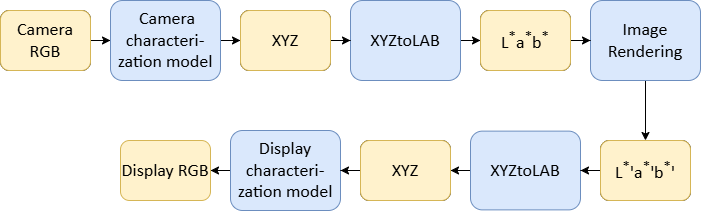 Camera
RGB
Camera
characteri-
zation model
XYZ
XYZtoLAB
L*a*b*
Image
Rendering
L*'a*'b*'
XYZtoLAB
XYZ
Display
characteri-
zation model
Display RGB